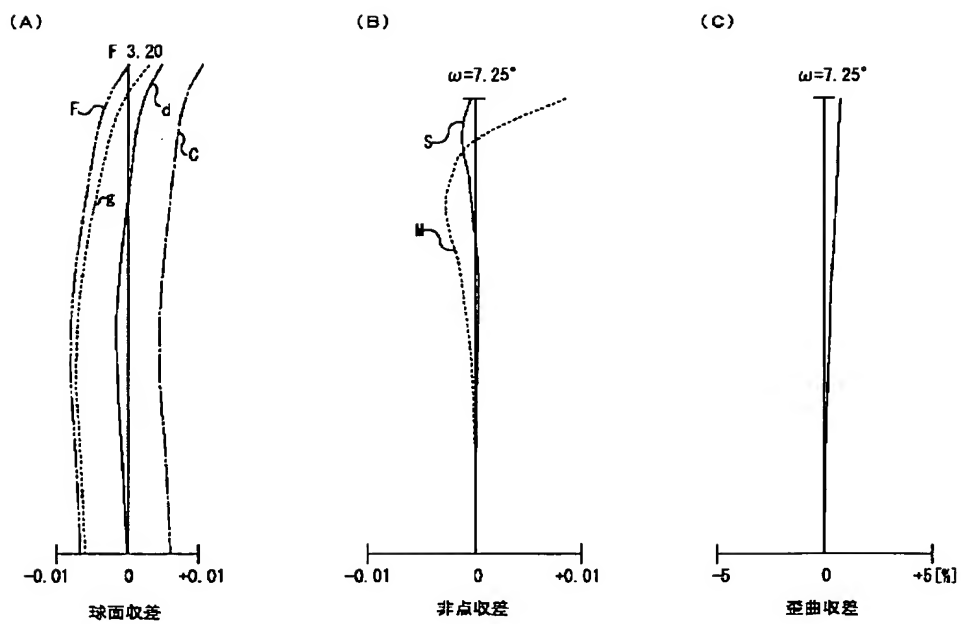 (A)
F 3.20
F
d
C
g
-0.01 0 +0.01
球面収差
(B)
ω=7.25°
S
M
-0.01 0 +0.01
非点収差
(C)
ω=7.25°
-5 0 +5[%]
歪曲収差